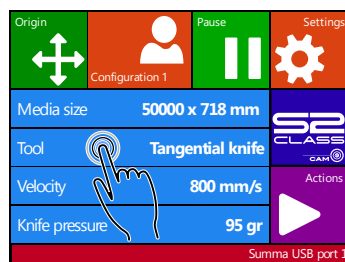 Origin
Configuration 1
Pause
Settings
Media size 50000 x 718 mm
Tool Tangential knife
Velocity 800 mm/s
Knife pressure 95 gr
S2
CLASS
CAM
Actions
Summa USB port 1